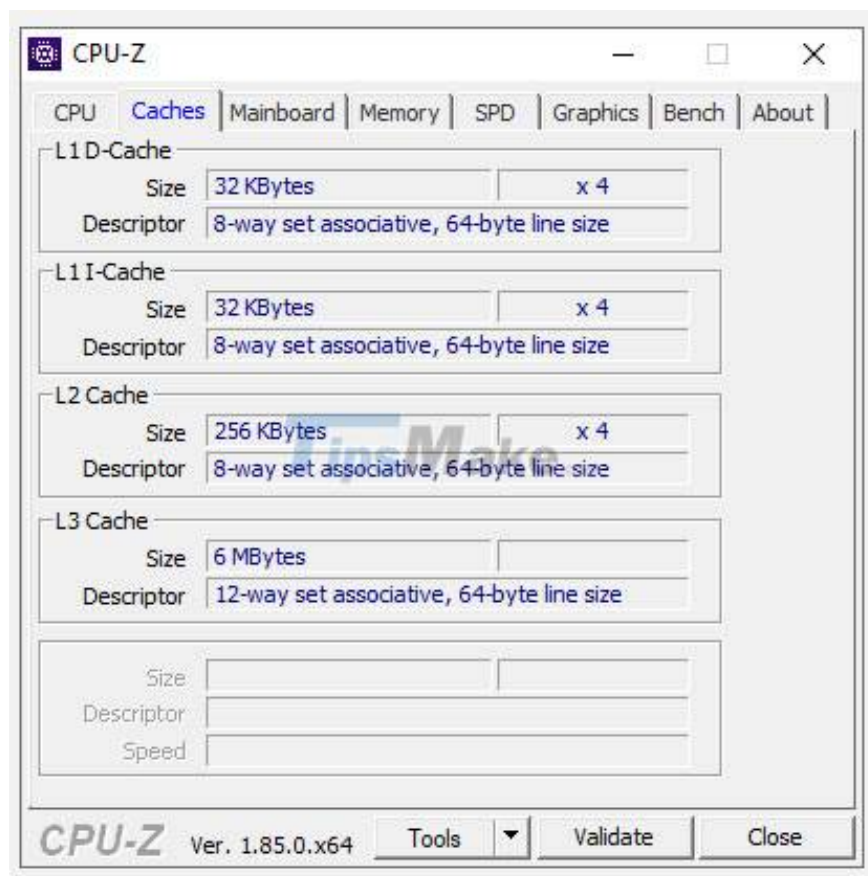 CPU-Z
CPU Caches Mainboard Memory SPD Graphics Bench About
L1 D-Cache
Size 32 KBytes x 4
Descriptor 8-way set associative, 64-byte line size
L1 I-Cache
Size 32 KBytes x 4
Descriptor 8-way set associative, 64-byte line size
L2 Cache
Size 256 KBytes x 4
TipsMake
Descriptor 8-way set associative, 64-byte line size
L3 Cache
Size 6 MBytes
Descriptor 12-way set associative, 64-byte line size
Size
Descriptor
Speed
CPU-Z Ver. 1.85.0.x64 Tools Validate Close